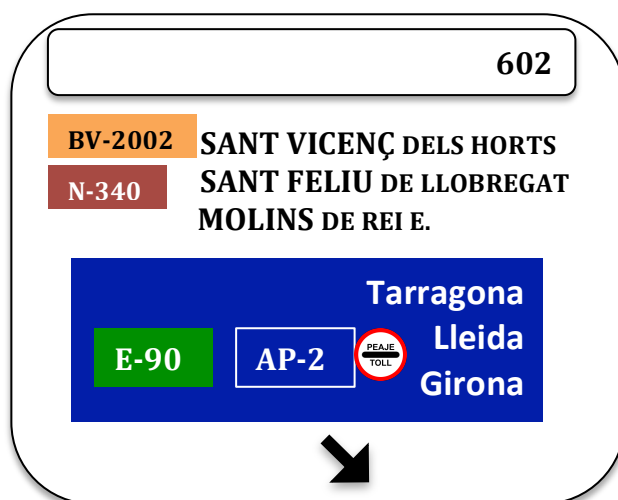 602
BV-2002 SANT VICENÇ DELS HORTS
N-340 SANT FELIU DE LLOBREGAT
MOLINS DE REI E.
Tarragona
Lleida
Girona
E-90
AP-2
PEAJE
TOLL